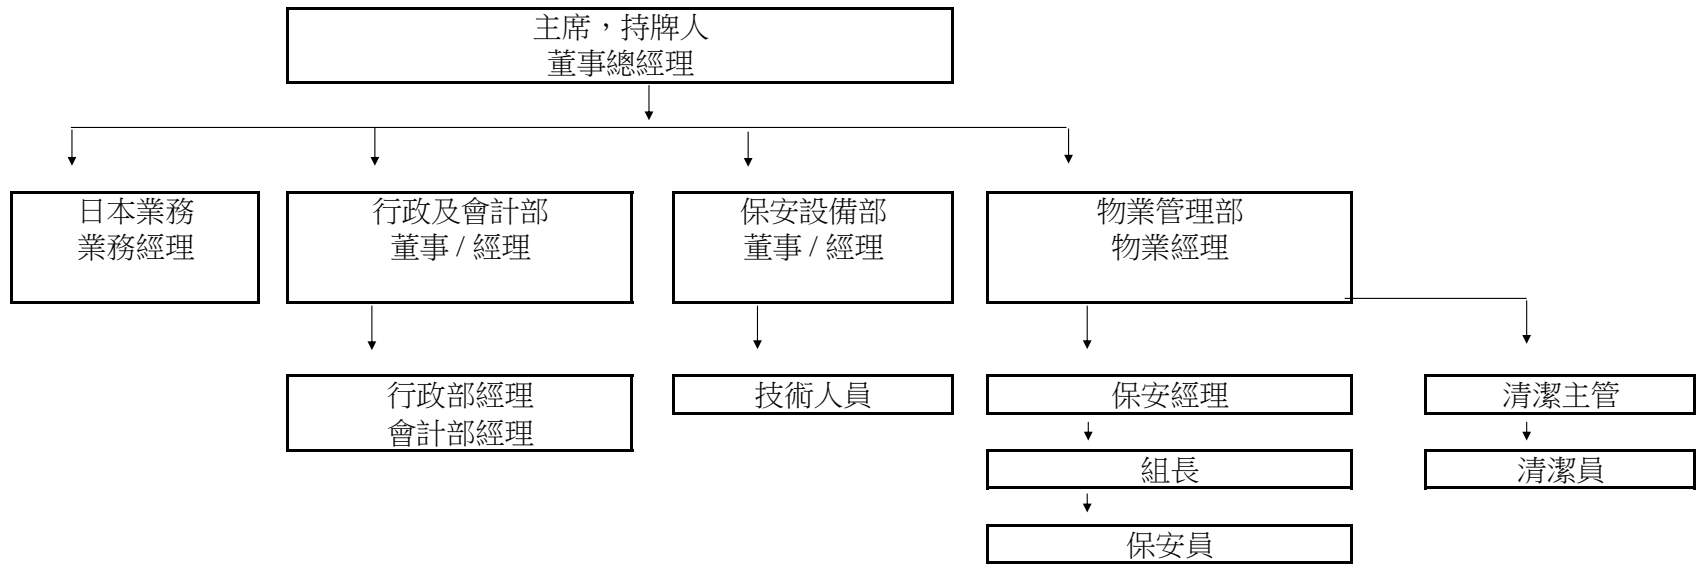 主席，持牌人
董事總經理
日本業務
業務經理
行政及會計部
董事 / 經理
保安設備部
董事 / 經理
物業管理部
物業經理
行政部經理
會計部經理
技術人員
保安經理
清潔主管
組長
清潔員
保安員